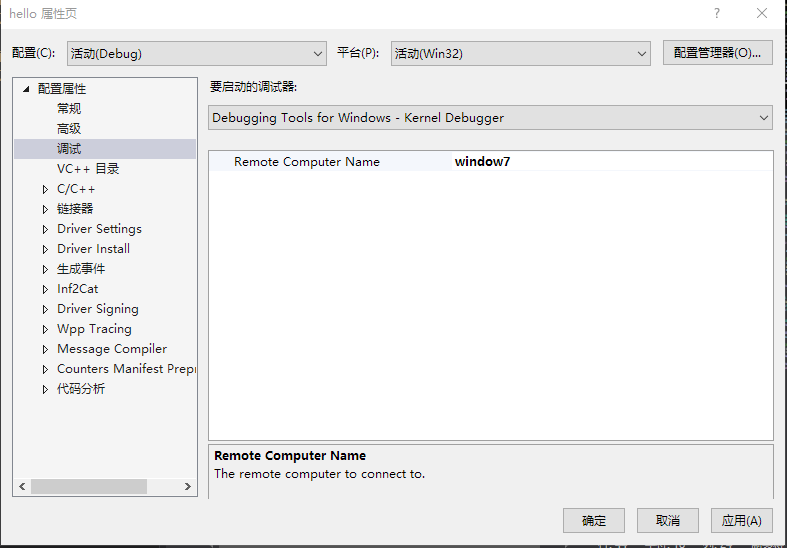 hello 属性页
配置(C): 活动(Debug) 平台(P): 活动(Win32) 配置管理器(O)...
配置属性
常规
高级
调试
VC++ 目录
C/C++
链接器
Driver Settings
Driver Install
生成事件
Inf2Cat
Driver Signing
Wpp Tracing
Message Compiler
Counters Manifest Prepr
代码分析
要启动的调试器:
Debugging Tools for Windows - Kernel Debugger
Remote Computer Name window7
Remote Computer Name
The remote computer to connect to.
确定 取消 应用(A)